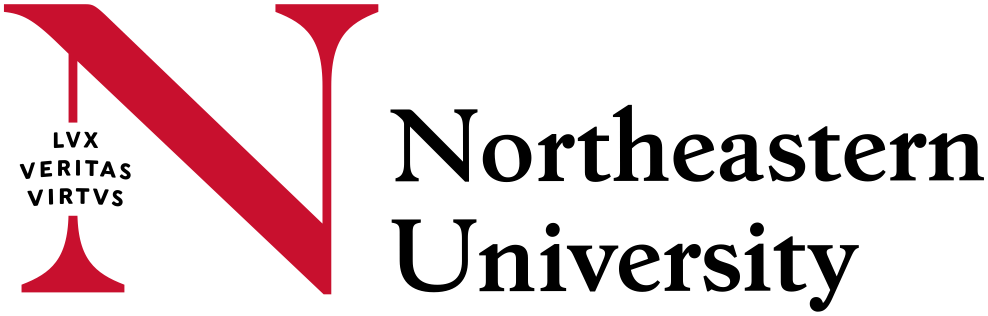 N
LVX
VERITAS
VIRTVS
Northeastern
University